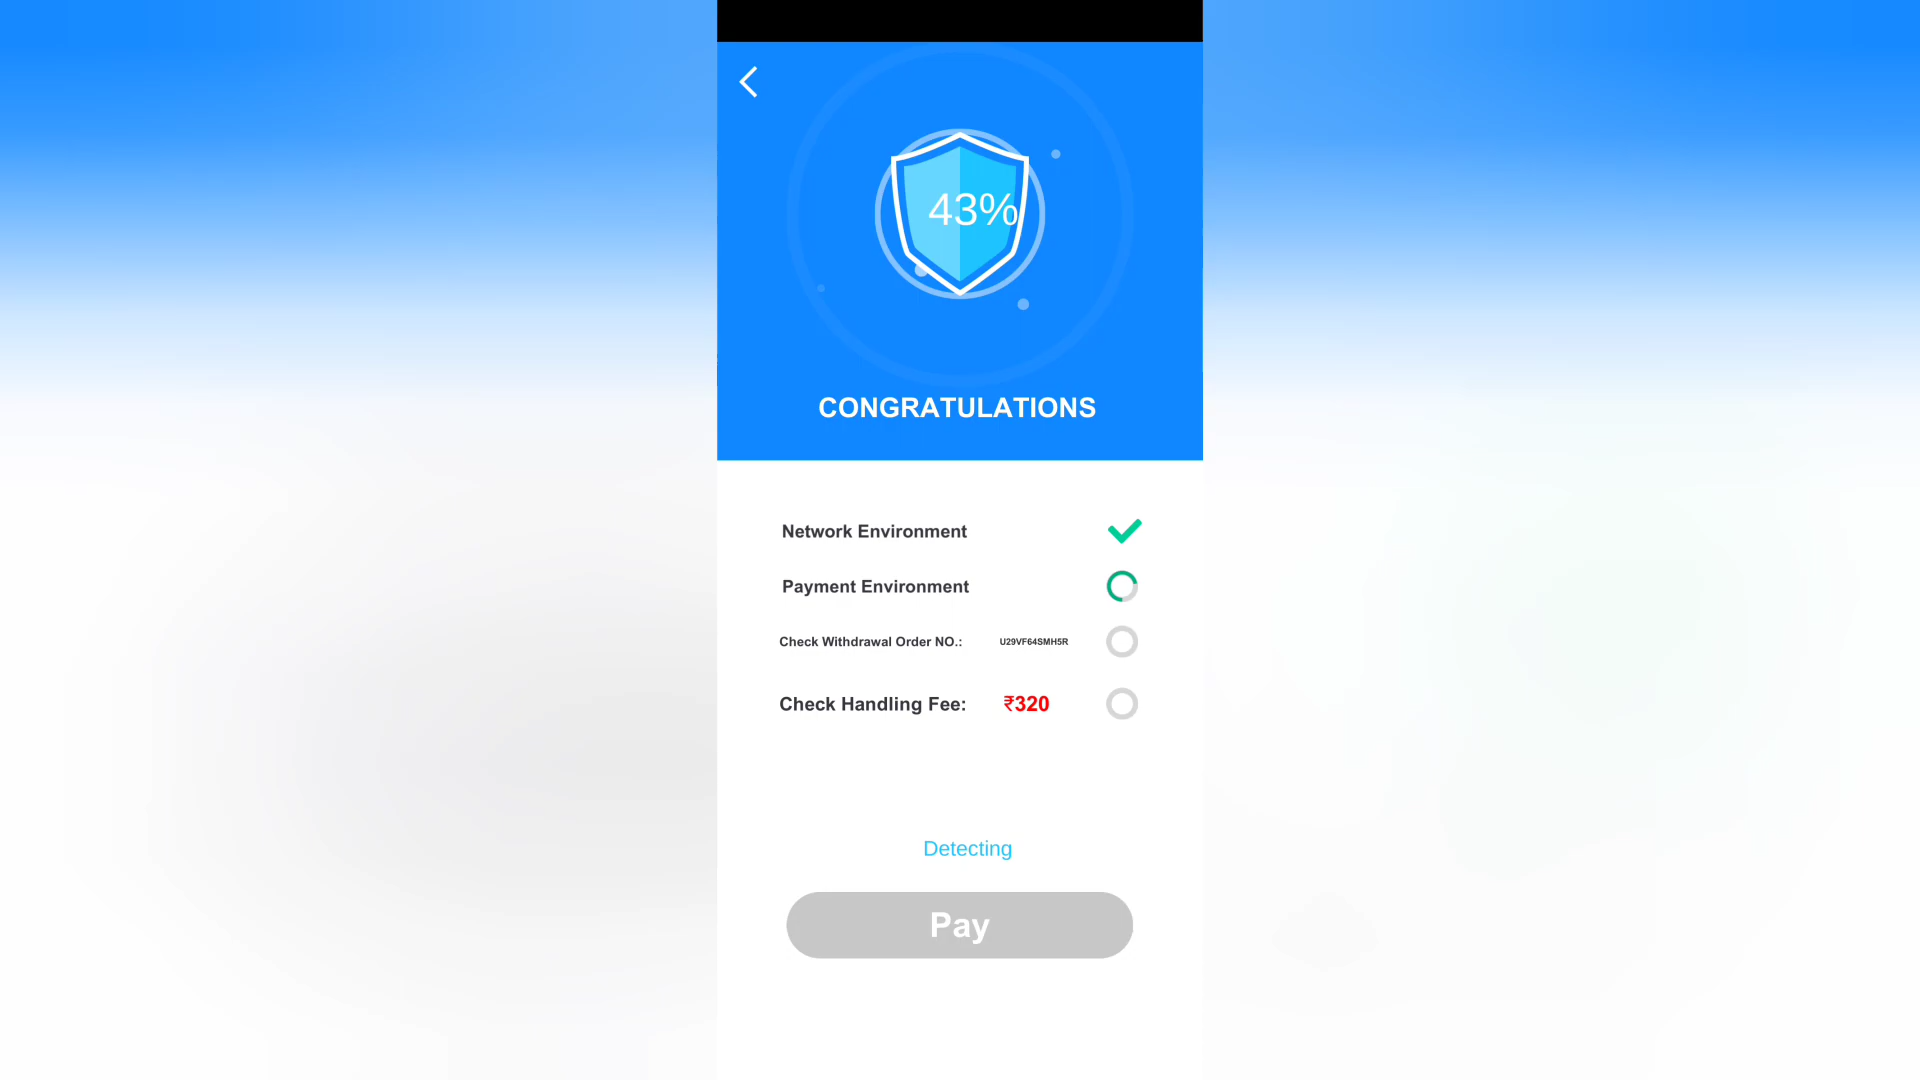 43%
CONGRATULATIONS
Network Environment
Payment Environment
Check Withdrawal Order NO.: U29VF64SMH5R
Check Handling Fee: ₹320
Detecting
Pay